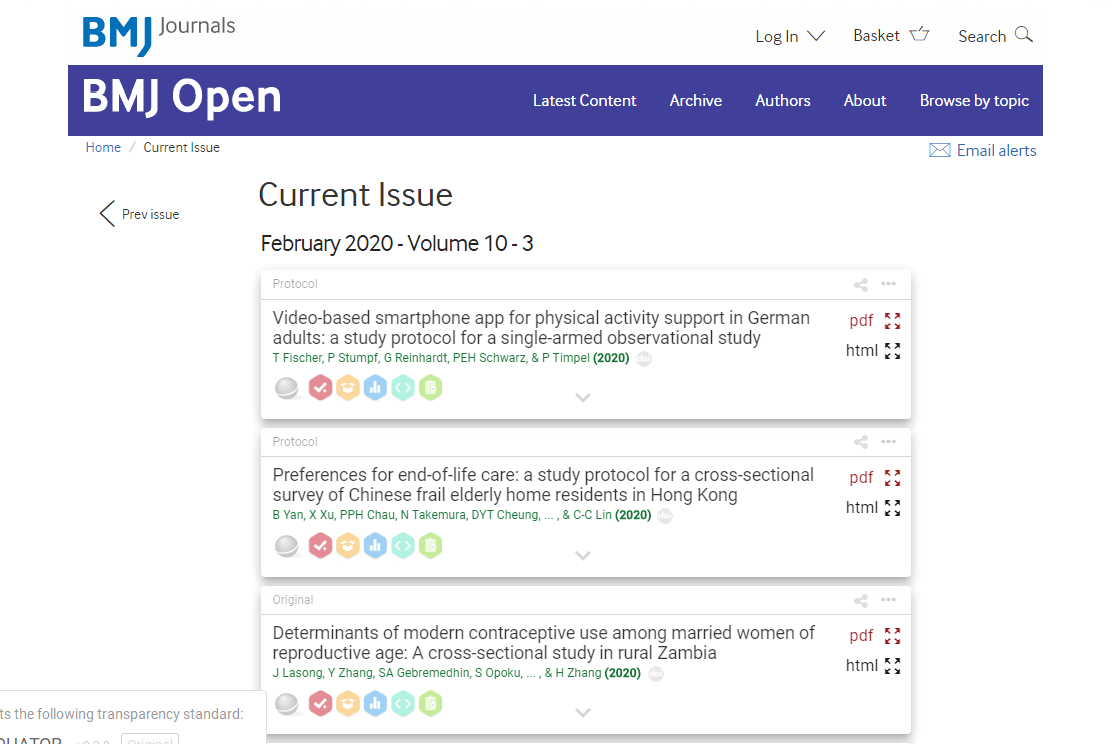 BMJ Journals
Log In
Basket
Search
BMJ Open
Latest Content
Archive
Authors
About
Browse by topic
Home / Current Issue
Email alerts
Prev issue
Current Issue
February 2020 - Volume 10 - 3
Protocol
Video-based smartphone app for physical activity support in German
adults: a study protocol for a single-armed observational study
T Fischer, P Stumpf, G Reinhardt, PEH Schwarz, & P Timpel (2020) doi
pdf
html
Protocol
Preferences for end-of-life care: a study protocol for a cross-sectional
survey of Chinese frail elderly home residents in Hong Kong
B Yan, X Xu, PPH Chau, N Takemura, DYT Cheung, ... , & C-C Lin (2020) doi
pdf
html
Original
Determinants of modern contraceptive use among married women of
reproductive age: A cross-sectional study in rural Zambia
J Lasong, Y Zhang, SA Gebremedhin, S Opoku, ... , & H Zhang (2020) doi
pdf
html
ts the following transparency standard:
Original